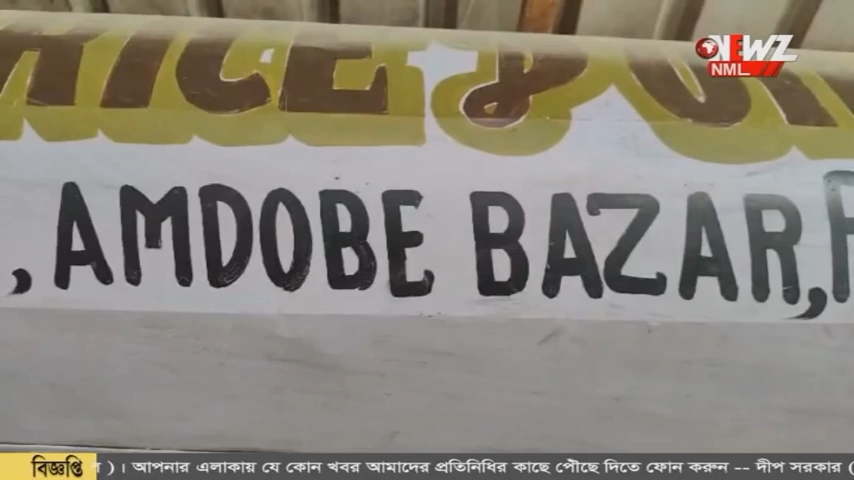 NEWZ
NML
, AMDOBE BAZAR,
বিজ্ঞপ্তি
)। আপনার এলাকায় যে কোন খবর আমাদের প্রতিনিধির কাছে পৌঁছে দিতে ফোন করুন -- দীপ সরকার (